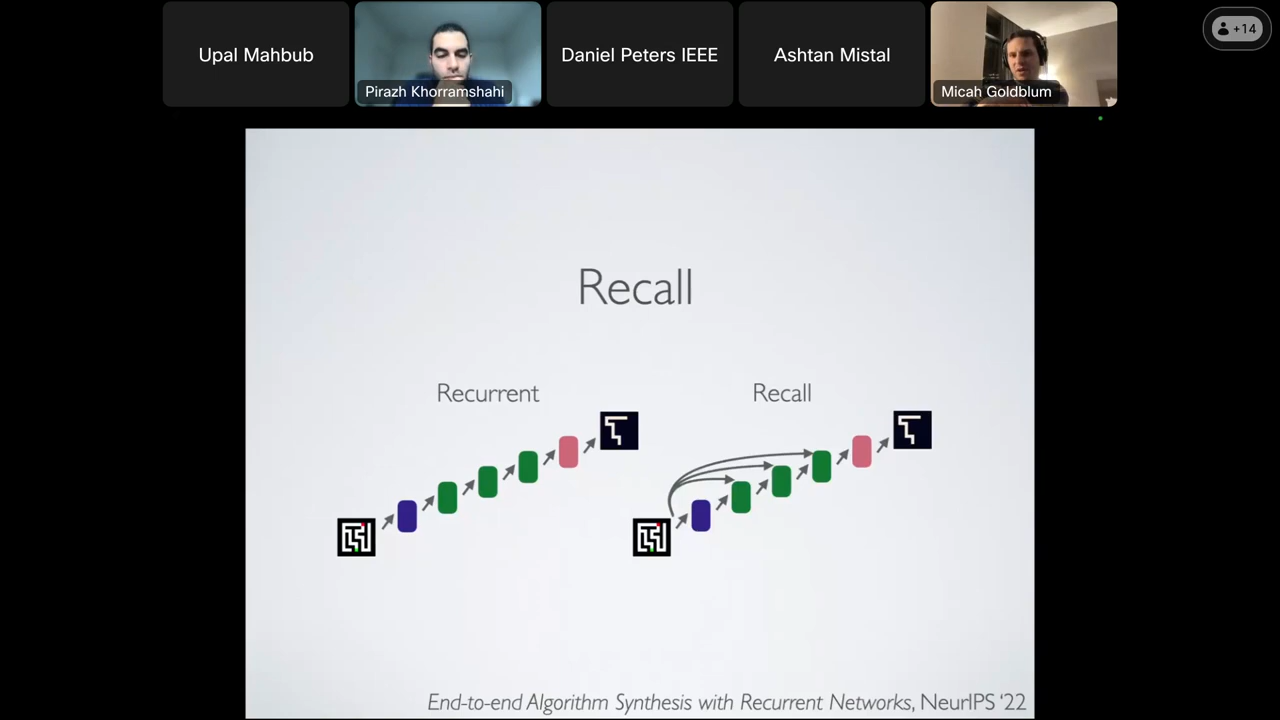 Upal Mahbub
Pirazh Khorramshahi
Daniel Peters IEEE
Ashtan Mistal
Micah Goldblum
+14
Recall
Recurrent
Recall
End-to-end Algorithm Synthesis with Recurrent Networks, NeurIPS ‘22